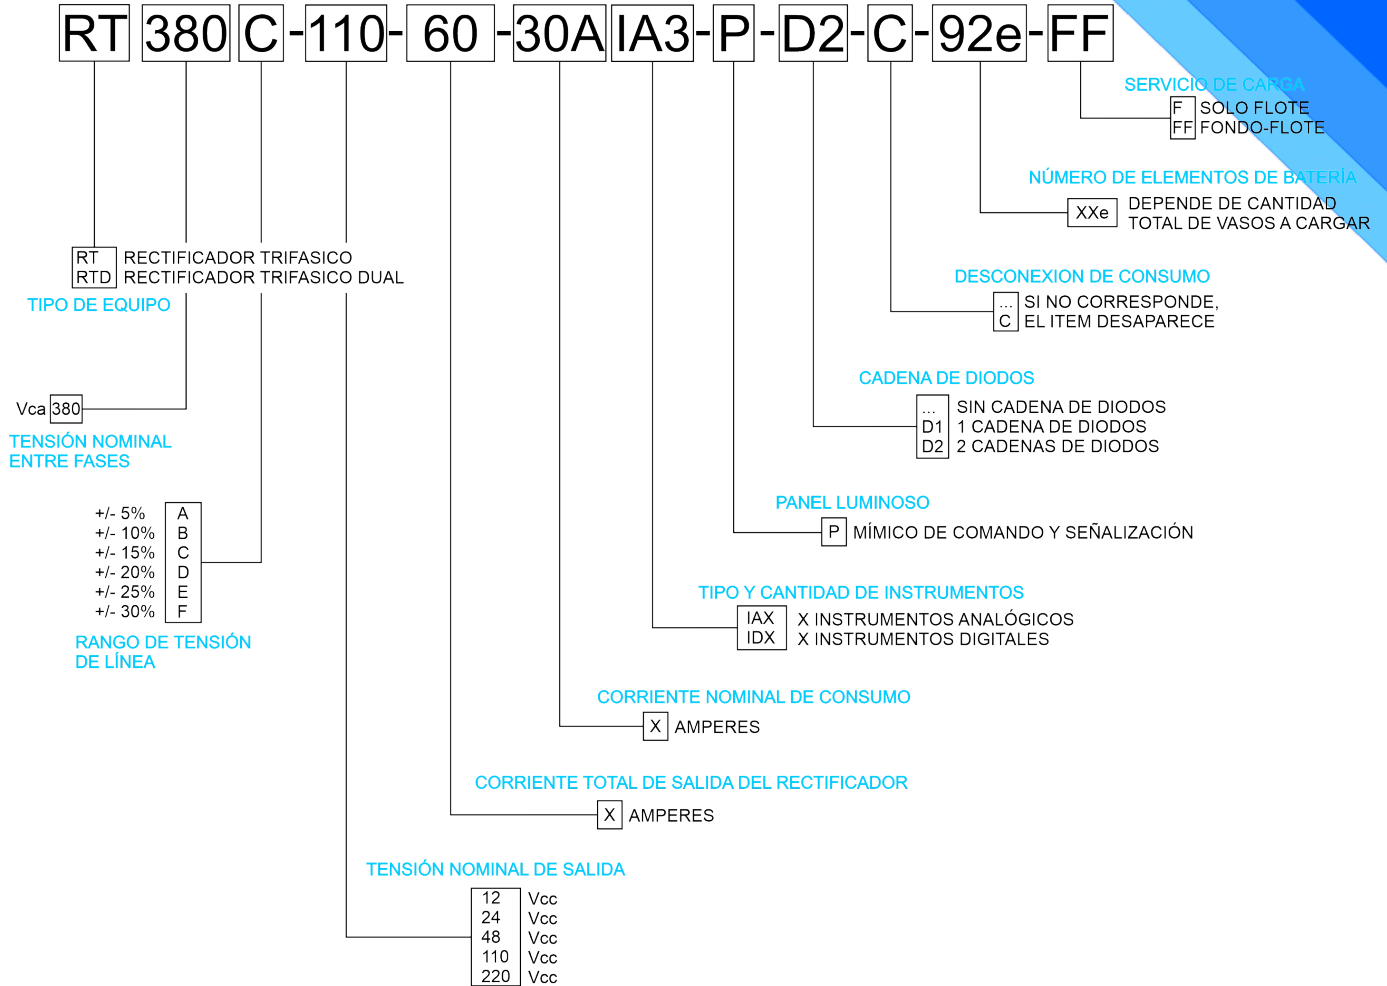 RT 380 C -110- 60 -30A IA3-P-D2-C-92e-FF
SERVICIO DE CARGA
F SOLO FLOTE
FF FONDO-FLOTE
NÚMERO DE ELEMENTOS DE BATERÍA
XXe DEPENDE DE CANTIDAD
TOTAL DE VASOS A CARGAR
RT RECTIFICADOR TRIFASICO
RTD RECTIFICADOR TRIFASICO DUAL
TIPO DE EQUIPO
DESCONEXION DE CONSUMO
... SI NO CORRESPONDE,
C EL ITEM DESAPARECE
CADENA DE DIODOS
... SIN CADENA DE DIODOS
D1 1 CADENA DE DIODOS
D2 2 CADENAS DE DIODOS
Vca 380
TENSIÓN NOMINAL
ENTRE FASES
PANEL LUMINOSO
P MÍMICO DE COMANDO Y SEÑALIZACIÓN
+/- 5% A
+/- 10% B
+/- 15% C
+/- 20% D
+/- 25% E
+/- 30% F
RANGO DE TENSIÓN
DE LÍNEA
TIPO Y CANTIDAD DE INSTRUMENTOS
IAX X INSTRUMENTOS ANALÓGICOS
IDX X INSTRUMENTOS DIGITALES
CORRIENTE NOMINAL DE CONSUMO
X AMPERES
CORRIENTE TOTAL DE SALIDA DEL RECTIFICADOR
X AMPERES
TENSIÓN NOMINAL DE SALIDA
12 Vcc
24 Vcc
48 Vcc
110 Vcc
220 Vcc